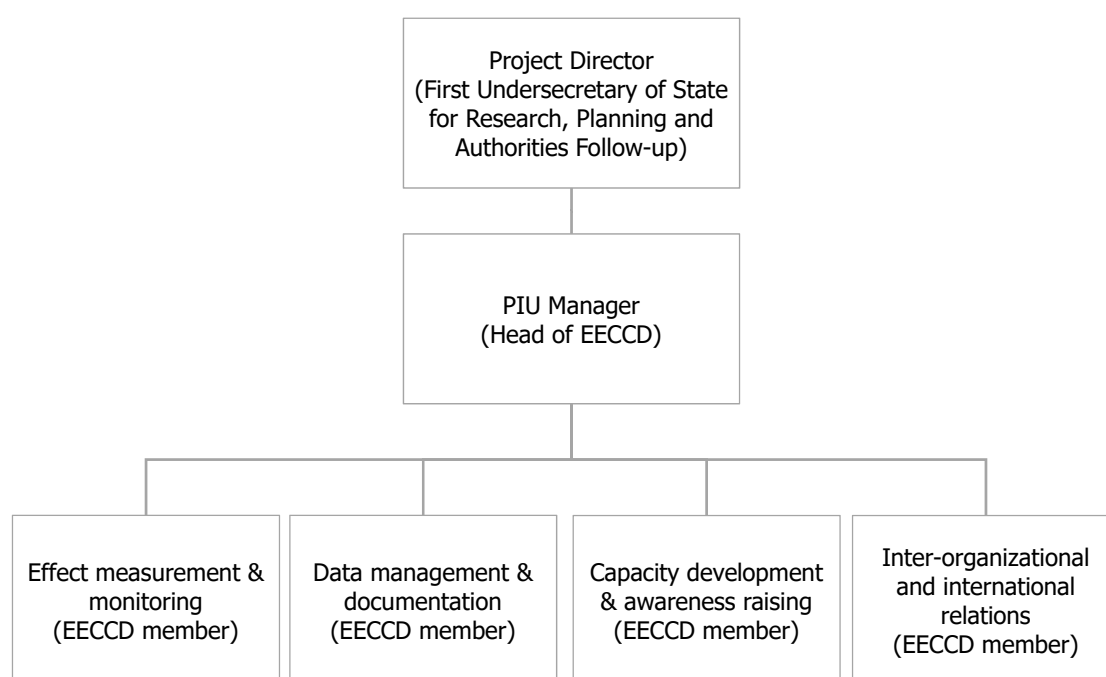 Project Director
(First Undersecretary of State
for Research, Planning and
Authorities Follow-up)
PIU Manager
(Head of EECCD)
Effect measurement &
monitoring
(EECCD member)
Data management &
documentation
(EECCD member)
Capacity development
& awareness raising
(EECCD member)
Inter-organizational
and international
relations
(EECCD member)